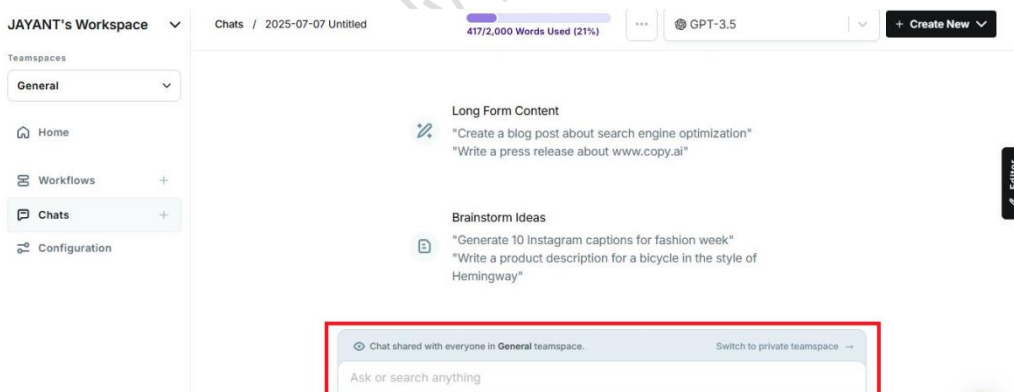 JAYANT's Workspace
Chats / 2025-07-07 Untitled
417/2,000 Words Used (21%)
GPT-3.5
+ Create New
Teamspaces
General
Home
Workflows
Chats
Configuration
Long Form Content
"Create a blog post about search engine optimization"
"Write a press release about www.copy.ai"
Brainstorm Ideas
"Generate 10 Instagram captions for fashion week"
"Write a product description for a bicycle in the style of
Hemingway"
Editor
Chat shared with everyone in General teamspace.
Switch to private teamspace →
Ask or search anything